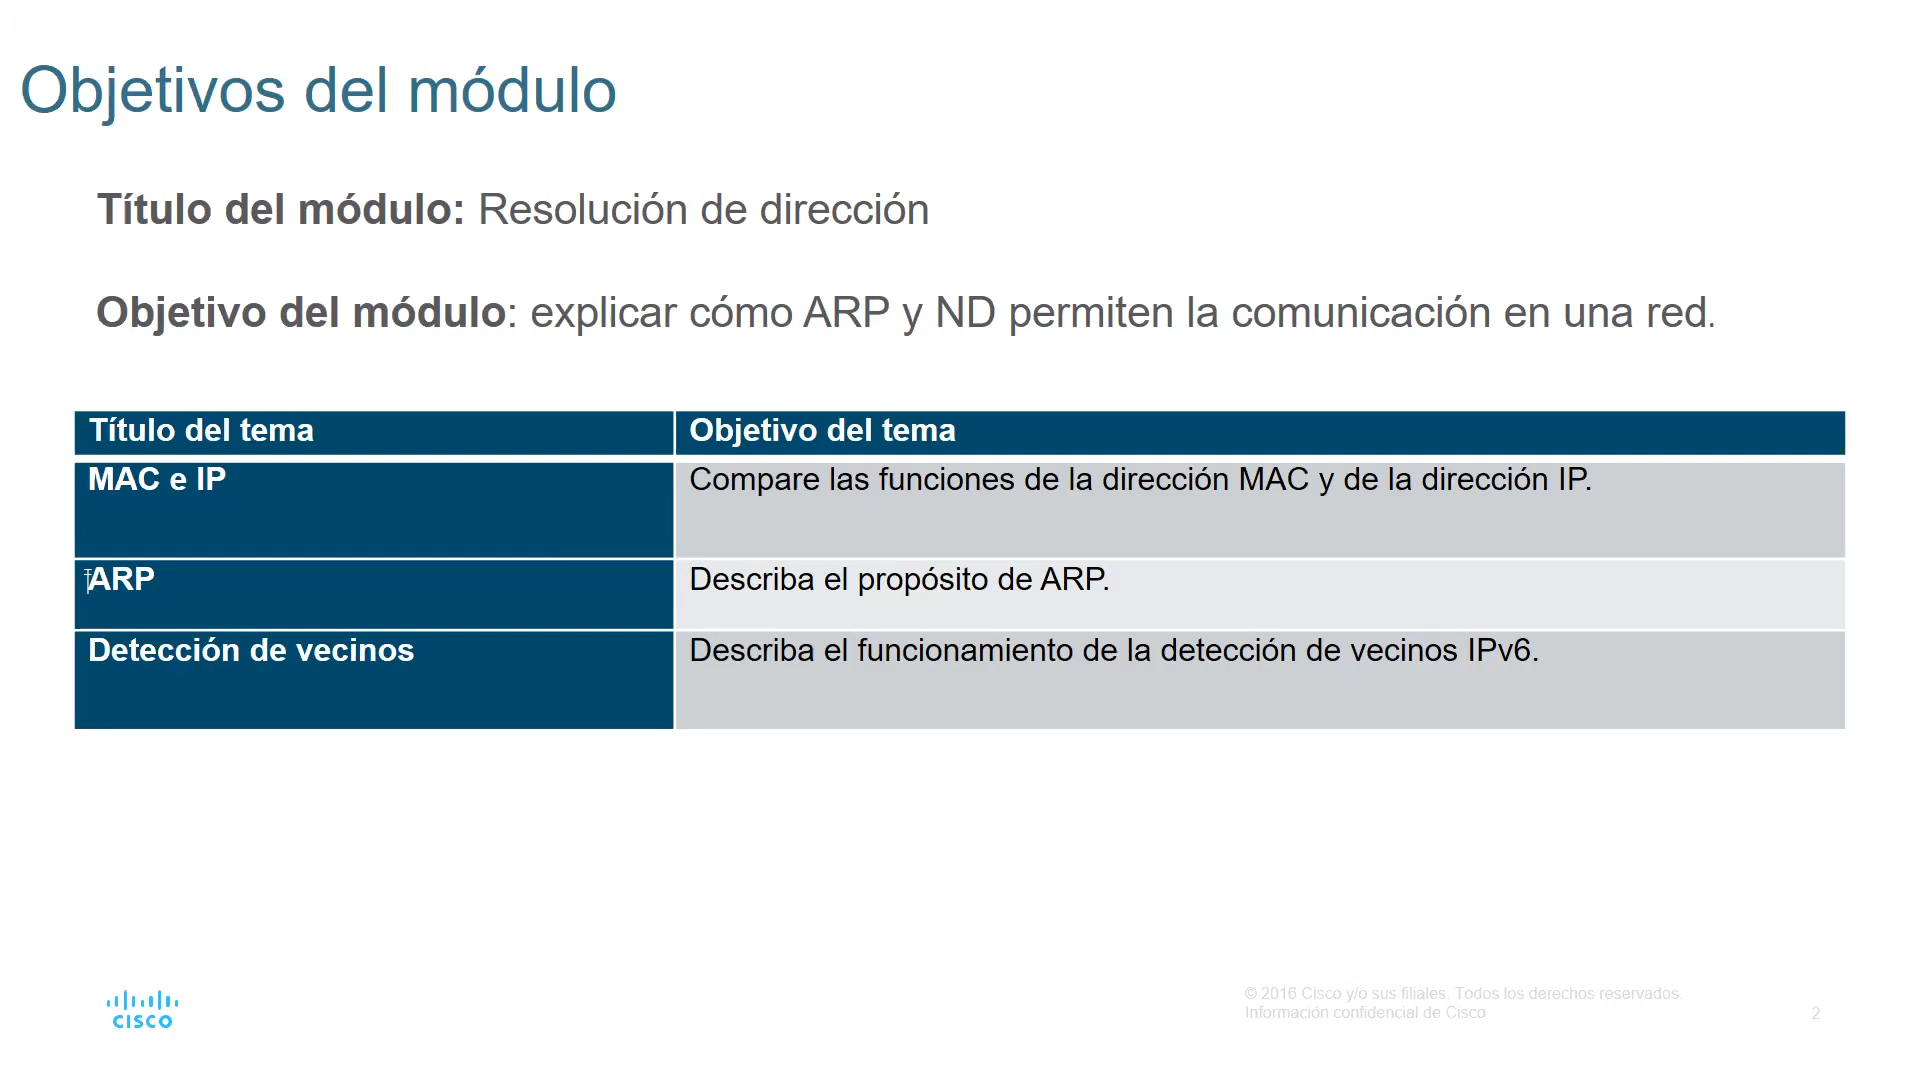 Objetivos del módulo
Título del módulo: Resolución de dirección
Objetivo del módulo: explicar cómo ARP y ND permiten la comunicación en una red.
Título del tema Objetivo del tema
MAC e IP Compare las funciones de la dirección MAC y de la dirección IP.
ARP Describa el propósito de ARP.
Detección de vecinos Describa el funcionamiento de la detección de vecinos IPv6.
© 2016 Cisco y/o sus filiales. Todos los derechos reservados.
Información confidencial de Cisco
2
CISCO